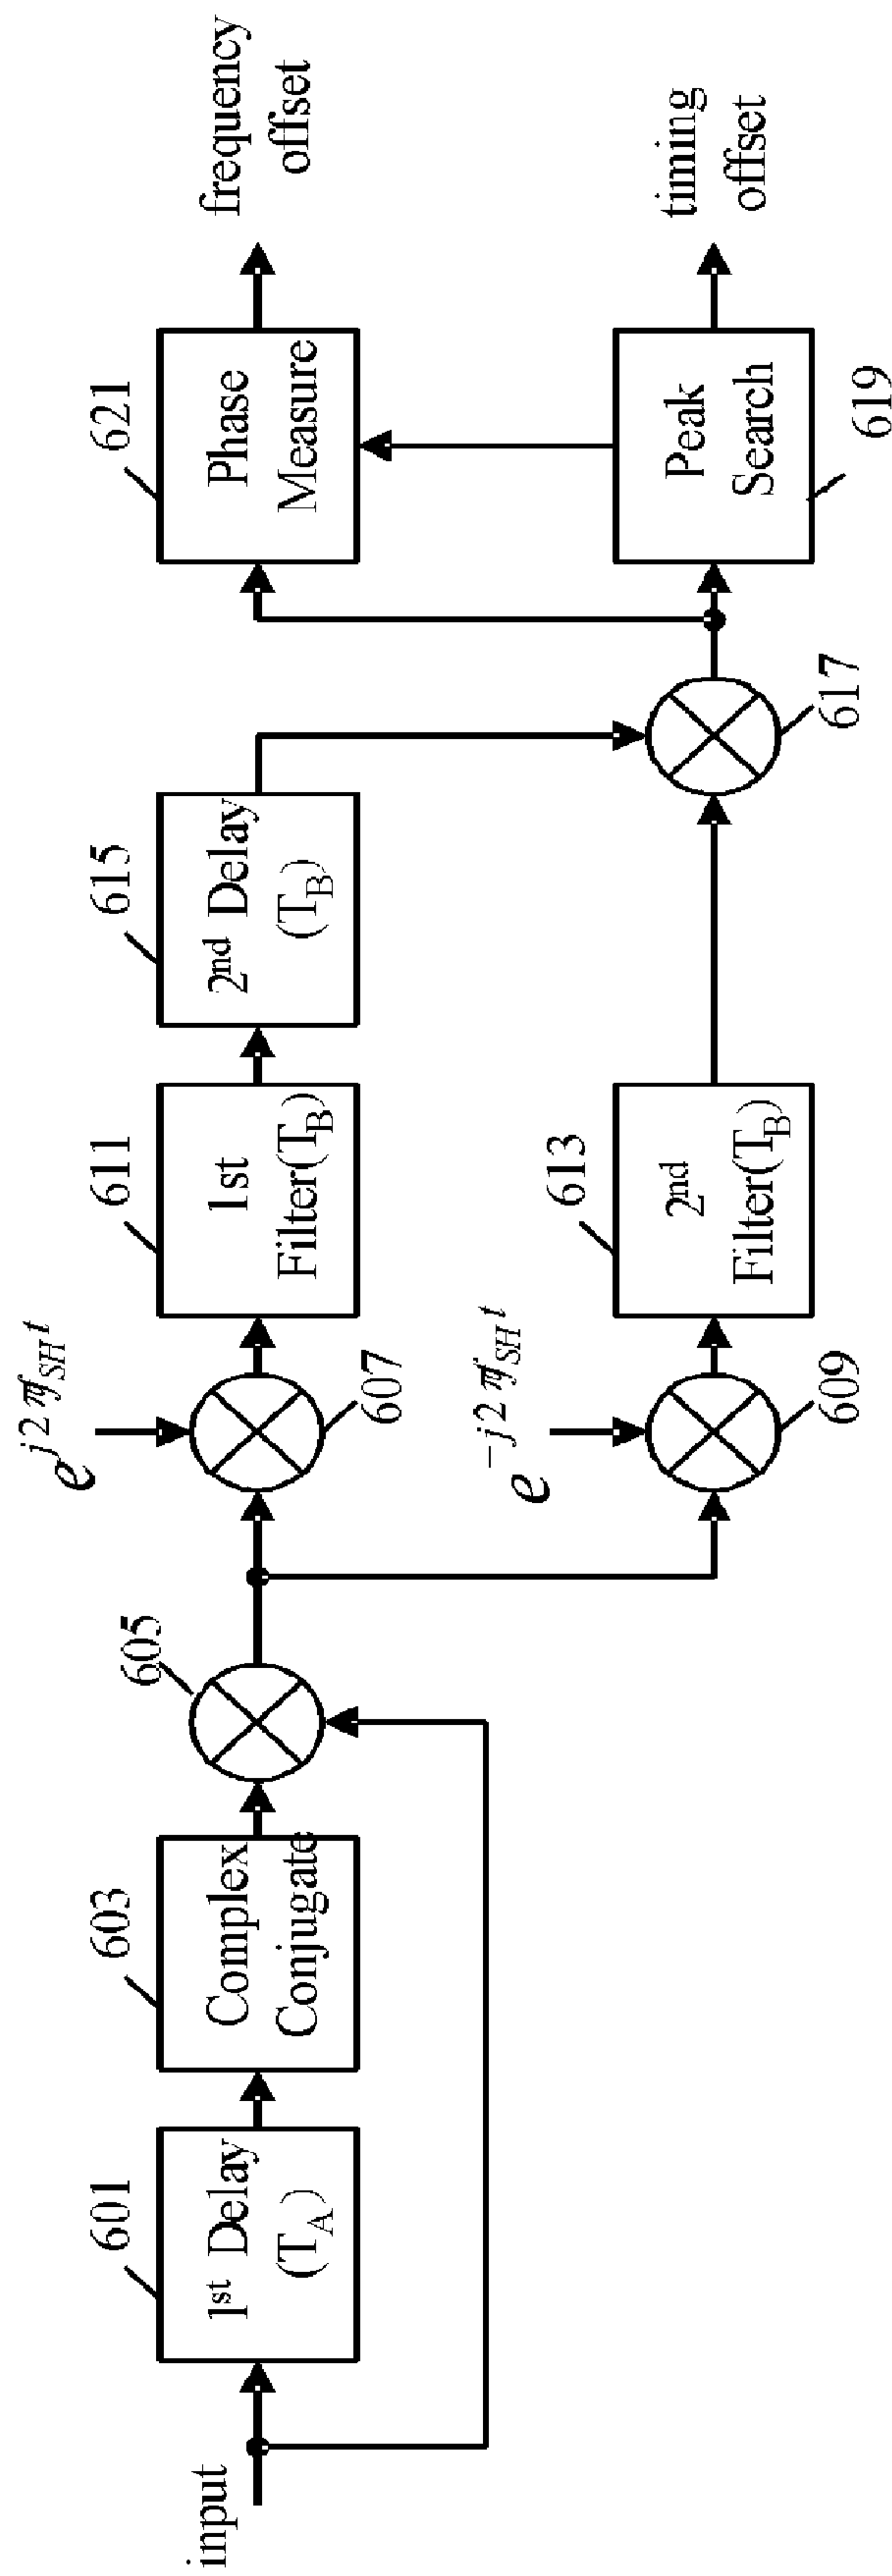 input
601
1st Delay
(TA)
603
Complex
Conjugate
605
e^j2πfSHt
607
e^-j2πfSHt
609
611
1st
Filter(TB)
613
2nd
Filter(TB)
615
2nd Delay
(TB)
617
621
Phase
Measure
Peak
Search
619
frequency
offset
timing
offset